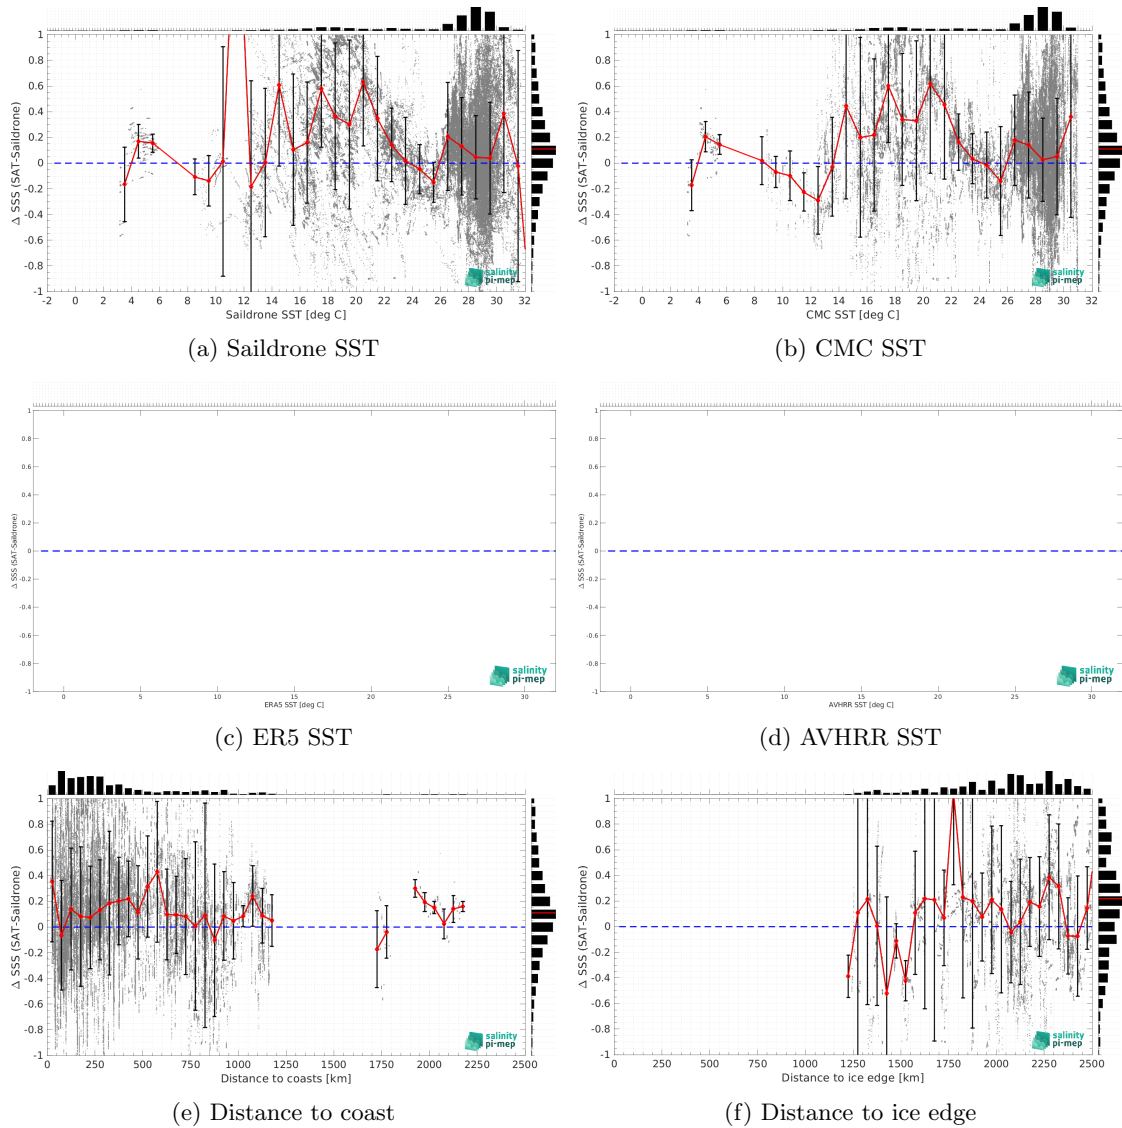 1
0.8
0.6
0.4
0.2
0
-0.2
-0.4
-0.6
-0.8
-1
Δ SSS (SAT-Saildrone)
-2 0 2 4 6 8 10 12 14 16 18 20 22 24 26 28 30 32
Saildrone SST [deg C]
salinity
pi-mep
(a) Saildrone SST
1
0.8
0.6
0.4
0.2
0
-0.2
-0.4
-0.6
-0.8
-1
Δ SSS (SAT-Saildrone)
-2 0 2 4 6 8 10 12 14 16 18 20 22 24 26 28 30 32
CMC SST [deg C]
salinity
pi-mep
(b) CMC SST
1
0.8
0.6
0.4
0.2
0
-0.2
-0.4
-0.6
-0.8
-1
Δ SSS (SAT-Saildrone)
0 5 10 15 20 25 30
ERA5 SST [deg C]
salinity
pi-mep
(c) ER5 SST
1
0.8
0.6
0.4
0.2
0
-0.2
-0.4
-0.6
-0.8
-1
Δ SSS (SAT-Saildrone)
0 5 10 15 20 25 30
AVHRR SST [deg C]
salinity
pi-mep
(d) AVHRR SST
1
0.8
0.6
0.4
0.2
0
-0.2
-0.4
-0.6
-0.8
-1
Δ SSS (SAT-Saildrone)
0 250 500 750 1000 1250 1500 1750 2000 2250 2500
Distance to coasts [km]
salinity
pi-mep
(e) Distance to coast
1
0.8
0.6
0.4
0.2
0
-0.2
-0.4
-0.6
-0.8
-1
Δ SSS (SAT-Saildrone)
0 250 500 750 1000 1250 1500 1750 2000 2250 2500
Distance to ice edge [km]
salinity
pi-mep
(f) Distance to ice edge